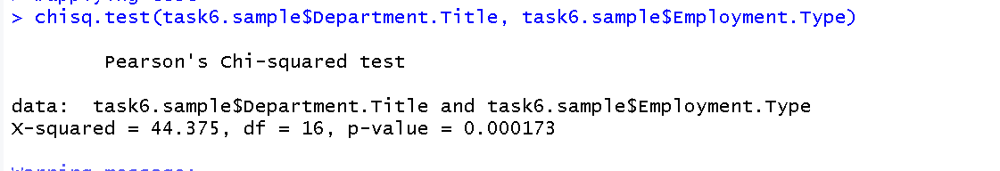 > chisq.test(task6.sample$Department.Title, task6.sample$Employment.Type)
Pearson's Chi-squared test
data:  task6.sample$Department.Title and task6.sample$Employment.Type
X-squared = 44.375, df = 16, p-value = 0.000173
Warning message: